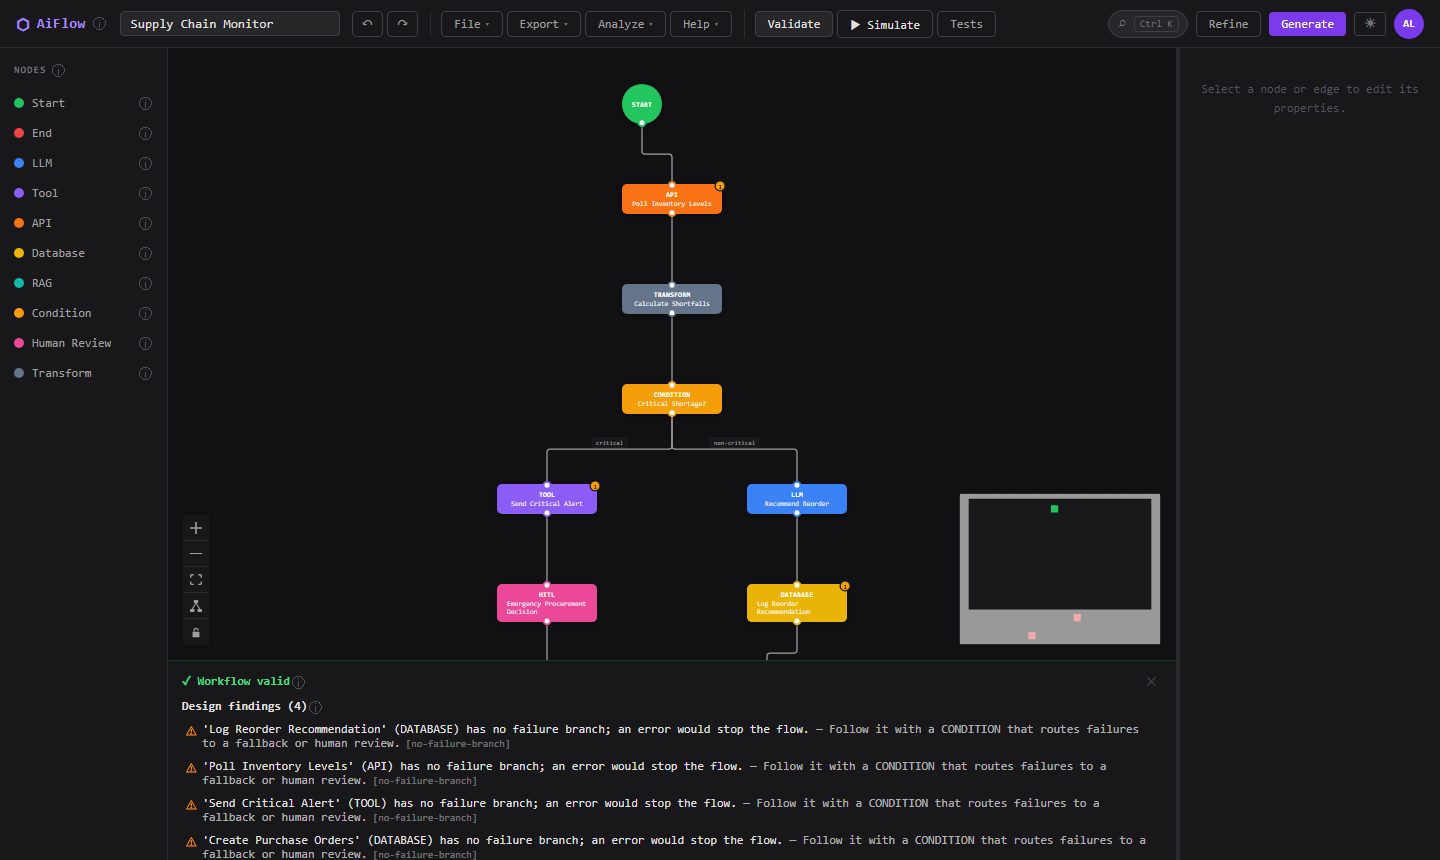 AiFlow
Supply Chain Monitor
File
Export
Analyze
Help
Validate
Simulate
Tests
Ctrl K
Refine
Generate
AL
NODES
Start
End
LLM
Tool
API
Database
RAG
Condition
Human Review
Transform
START
API
Poll Inventory Levels
TRANSFORM
Calculate Shortfalls
CONDITION
Critical Shortage?
critical
non-critical
TOOL
Send Critical Alert
LLM
Recommend Reorder
HITL
Emergency Procurement
Decision
DATABASE
Log Reorder
Recommendation
Select a node or edge to edit its
properties.
✓ Workflow valid
Design findings (4)
⚠ 'Log Reorder Recommendation' (DATABASE) has no failure branch; an error would stop the flow. — Follow it with a CONDITION that routes failures
to a fallback or human review. [no-failure-branch]
⚠ 'Poll Inventory Levels' (API) has no failure branch; an error would stop the flow. — Follow it with a CONDITION that routes failures to a
fallback or human review. [no-failure-branch]
⚠ 'Send Critical Alert' (TOOL) has no failure branch; an error would stop the flow. — Follow it with a CONDITION that routes failures to a
fallback or human review. [no-failure-branch]
⚠ 'Create Purchase Orders' (DATABASE) has no failure branch; an error would stop the flow. — Follow it with a CONDITION that routes failures to a
fallback or human review. [no-failure-branch]